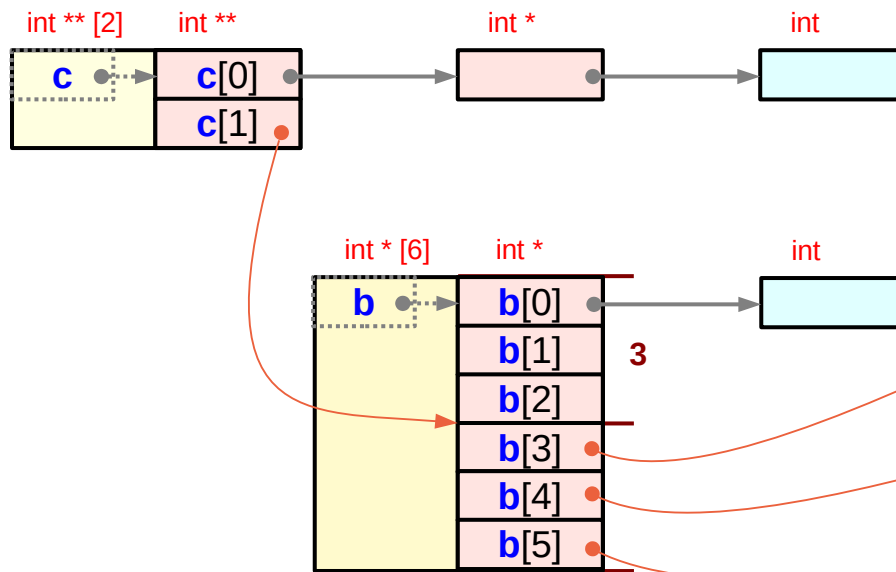 int ** [2] int ** int * int
c c[0]
c[1]
int * [6] int * int
b b[0]
b[1] 3
b[2]
b[3]
b[4]
b[5]